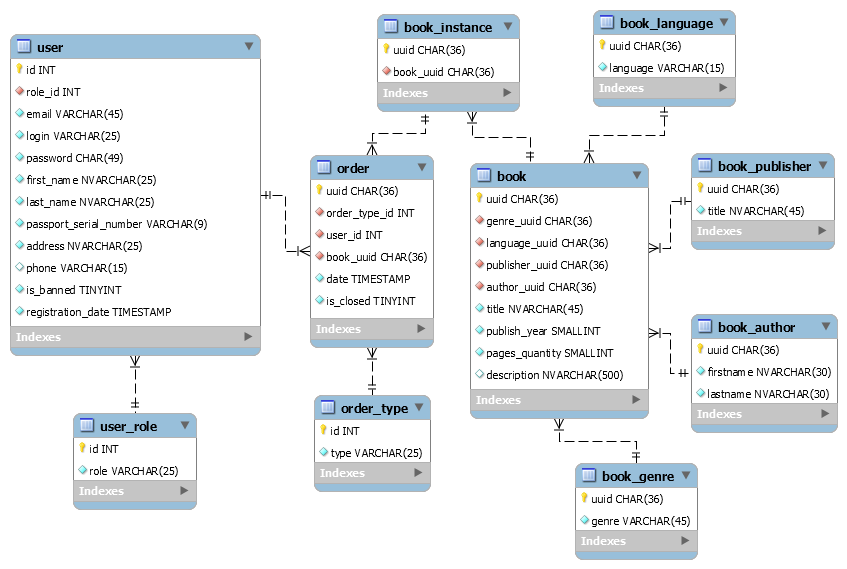 user
id INT
role_id INT
email VARCHAR(45)
login VARCHAR(25)
password CHAR(49)
first_name NVARCHAR(25)
last_name NVARCHAR(25)
passport_serial_number VARCHAR(9)
address NVARCHAR(25)
phone VARCHAR(15)
is_banned TINYINT
registration_date TIMESTAMP
Indexes
user_role
id INT
role VARCHAR(25)
Indexes
book_instance
uuid CHAR(36)
book_uuid CHAR(36)
Indexes
order
uuid CHAR(36)
order_type_id INT
user_id INT
book_uuid CHAR(36)
date TIMESTAMP
is_closed TINYINT
Indexes
order_type
id INT
type VARCHAR(25)
Indexes
book_language
uuid CHAR(36)
language VARCHAR(15)
Indexes
book
uuid CHAR(36)
genre_uuid CHAR(36)
language_uuid CHAR(36)
publisher_uuid CHAR(36)
author_uuid CHAR(36)
title NVARCHAR(45)
publish_year SMALLINT
pages_quantity SMALLINT
description NVARCHAR(500)
Indexes
book_publisher
uuid CHAR(36)
title NVARCHAR(45)
Indexes
book_author
uuid CHAR(36)
firstname NVARCHAR(30)
lastname NVARCHAR(30)
Indexes
book_genre
uuid CHAR(36)
genre VARCHAR(45)
Indexes